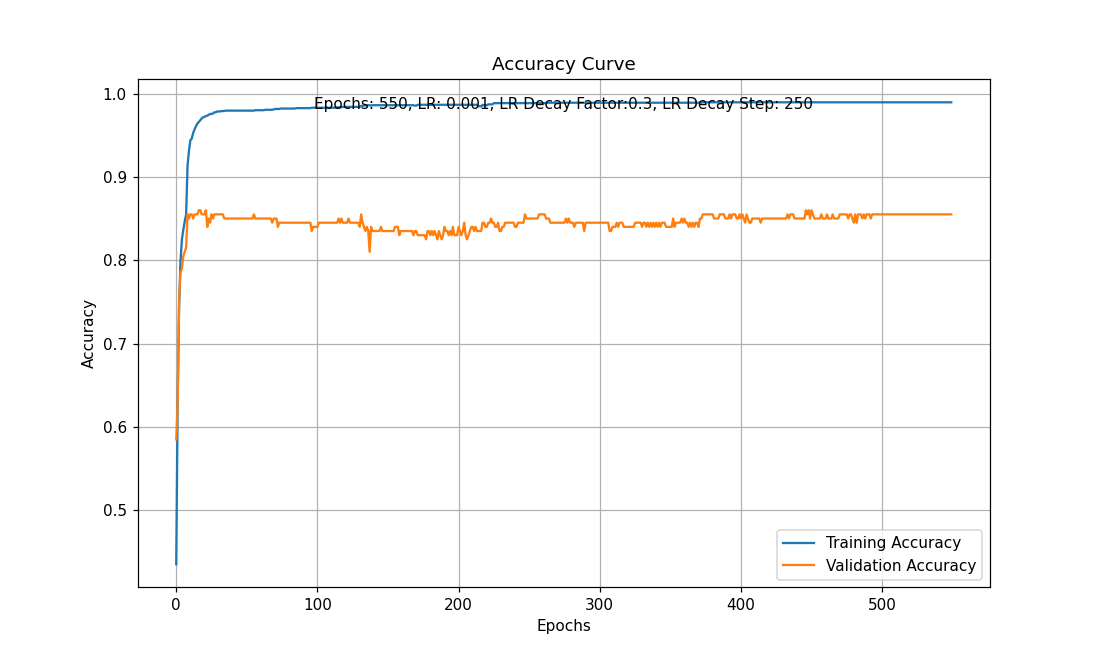 Accuracy Curve
Epochs: 550, LR: 0.001, LR Decay Factor:0.3, LR Decay Step: 250
1.0
0.9
0.8
0.7
0.6
0.5
Accuracy
Training Accuracy
Validation Accuracy
0 100 200 300 400 500
Epochs